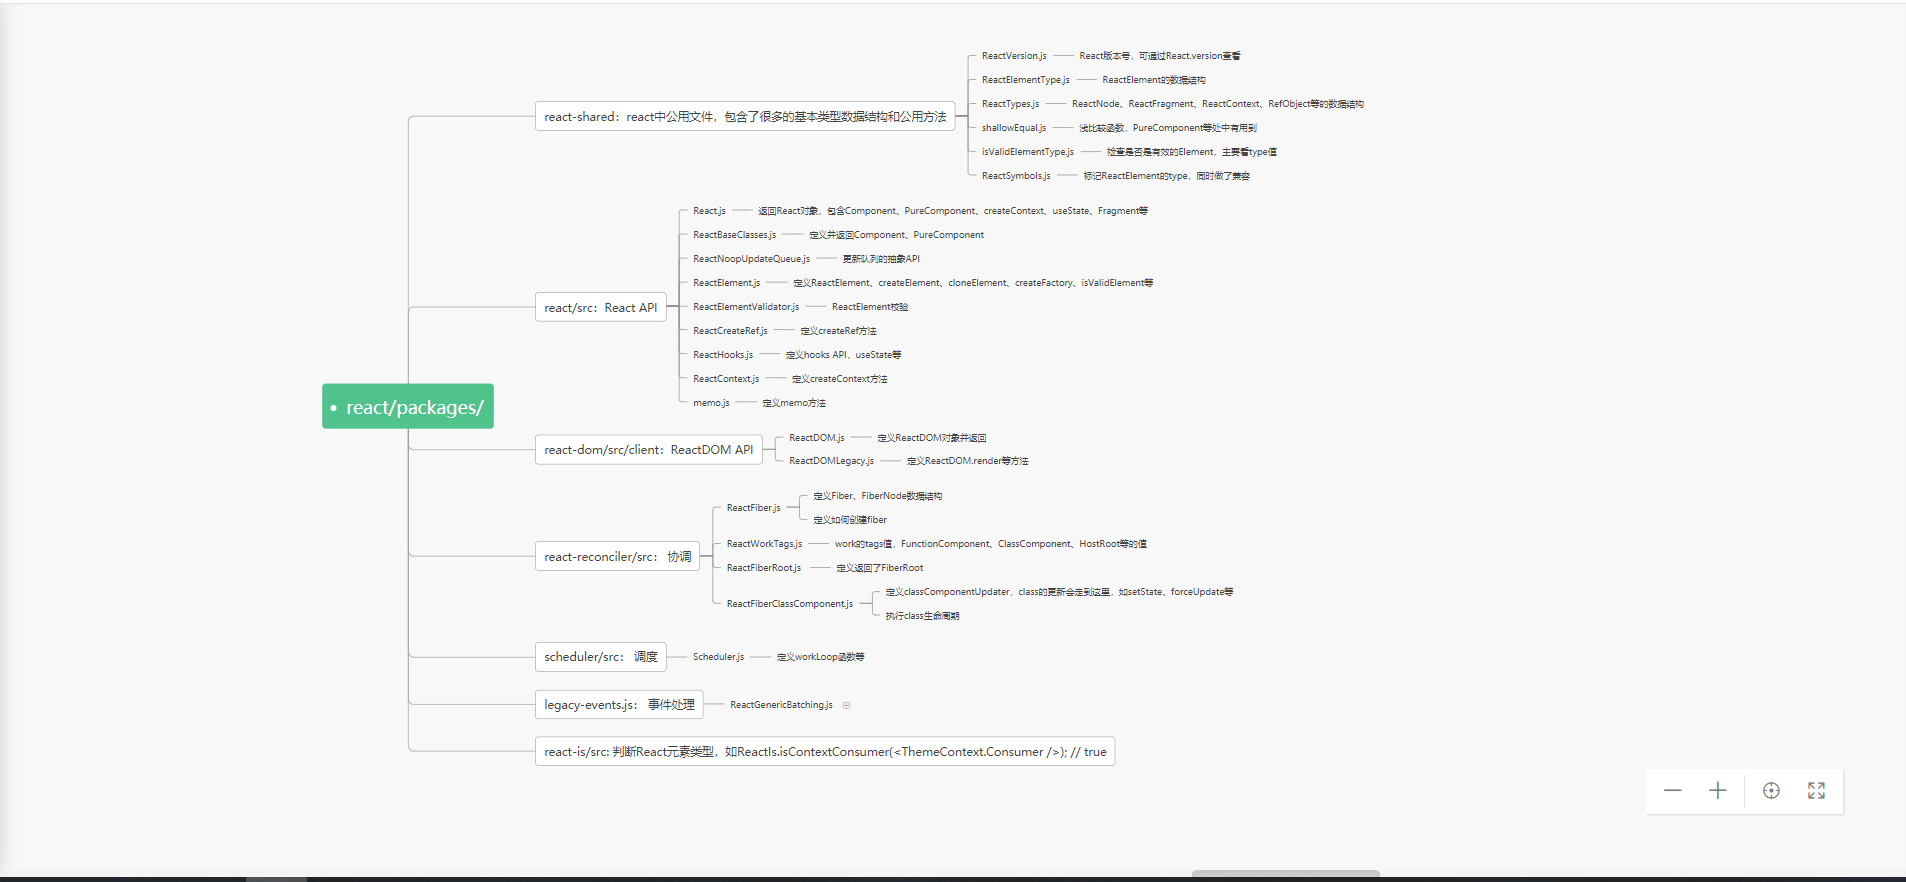 react/packages/
react-shared：react中公用文件，包含了很多的基本类型数据结构和公用方法
ReactVersion.js
React版本号，可通过React.version查看
ReactElementType.js
ReactElement的数据结构
ReactTypes.js
ReactNode、ReactFragment、ReactContext、RefObject等的数据结构
shallowEqual.js
浅比较函数，PureComponent等处中有用到
isValidElementType.js
检查是否是有效的Element，主要看type值
ReactSymbols.js
标记ReactElement的type，同时做了兼容
react/src：React API
React.js
返回React对象，包含Component、PureComponent、createContext、useState、Fragment等
ReactBaseClasses.js
定义并返回Component、PureComponent
ReactNoopUpdateQueue.js
更新队列的抽象API
ReactElement.js
定义ReactElement、createElement、cloneElement、createFactory、isValidElement等
ReactElementValidator.js
ReactElement校验
ReactCreateRef.js
定义createRef方法
ReactHooks.js
定义hooks API，useState等
ReactContext.js
定义createContext方法
memo.js
定义memo方法
react-dom/src/client：ReactDOM API
ReactDOM.js
定义ReactDOM对象并返回
ReactDOMLegacy.js
定义ReactDOM.render等方法
react-reconciler/src： 协调
ReactFiber.js
定义Fiber、FiberNode数据结构
定义如何创建fiber
ReactWorkTags.js
work的tags值，FunctionComponent、ClassComponent、HostRoot等的值
ReactFiberRoot.js
定义返回了FiberRoot
ReactFiberClassComponent.js
定义classComponentUpdater，class的更新会走到这里，如setState、forceUpdate等
执行class生命周期
scheduler/src： 调度
Scheduler.js
定义workLoop函数等
legacy-events.js： 事件处理
ReactGenericBatching.js
react-is/src: 判断React元素类型，如ReactIs.isContextConsumer(<ThemeContext.Consumer />); // true